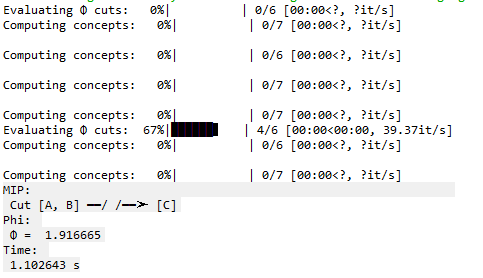 Evaluating Φ cuts:   0%|          | 0/6 [00:00<?, ?it/s]
Computing concepts:   0%|          | 0/7 [00:00<?, ?it/s]
Computing concepts:   0%|          | 0/6 [00:00<?, ?it/s]
Computing concepts:   0%|          | 0/7 [00:00<?, ?it/s]
Computing concepts:   0%|          | 0/7 [00:00<?, ?it/s]
Evaluating Φ cuts:  67%|██████▋   | 4/6 [00:00<00:00, 39.37it/s]
Computing concepts:   0%|          | 0/6 [00:00<?, ?it/s]
Computing concepts:   0%|          | 0/7 [00:00<?, ?it/s]
MIP:
Cut [A, B] ━━/ /━━➤ [C]
Phi:
Φ =  1.916665
Time:
1.102643 s